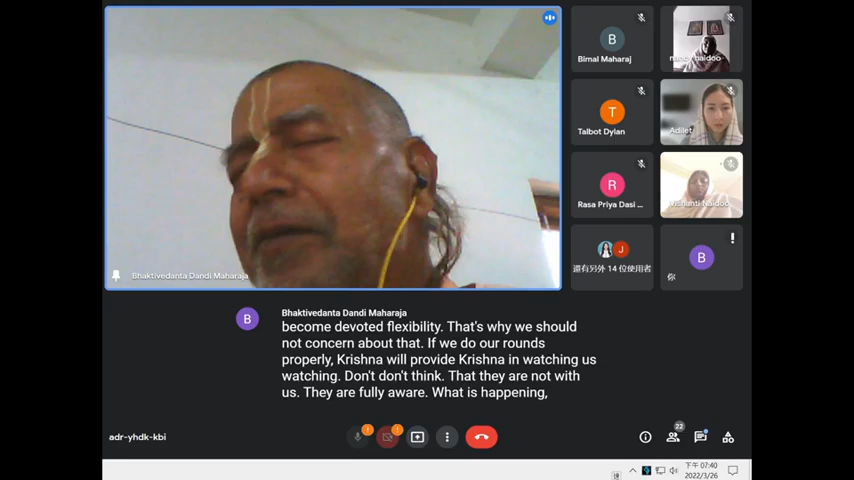 B
Bimal Maharaj
T
Talbot Dylan
Adilet
R
Rasa Priya Dasi ...
J
還有另外 14 位使用者
B
你
Bhaktivedanta Dandi Maharaja
B
Bhaktivedanta Dandi Maharaja
become devoted flexibility. That's why we should
not concern about that. If we do our rounds
properly, Krishna will provide Krishna in watching us
watching. Don't don't think. That they are not with
us. They are fully aware. What is happening,
adr-yhdk-kbi
22
下午 07:40
2022/3/26